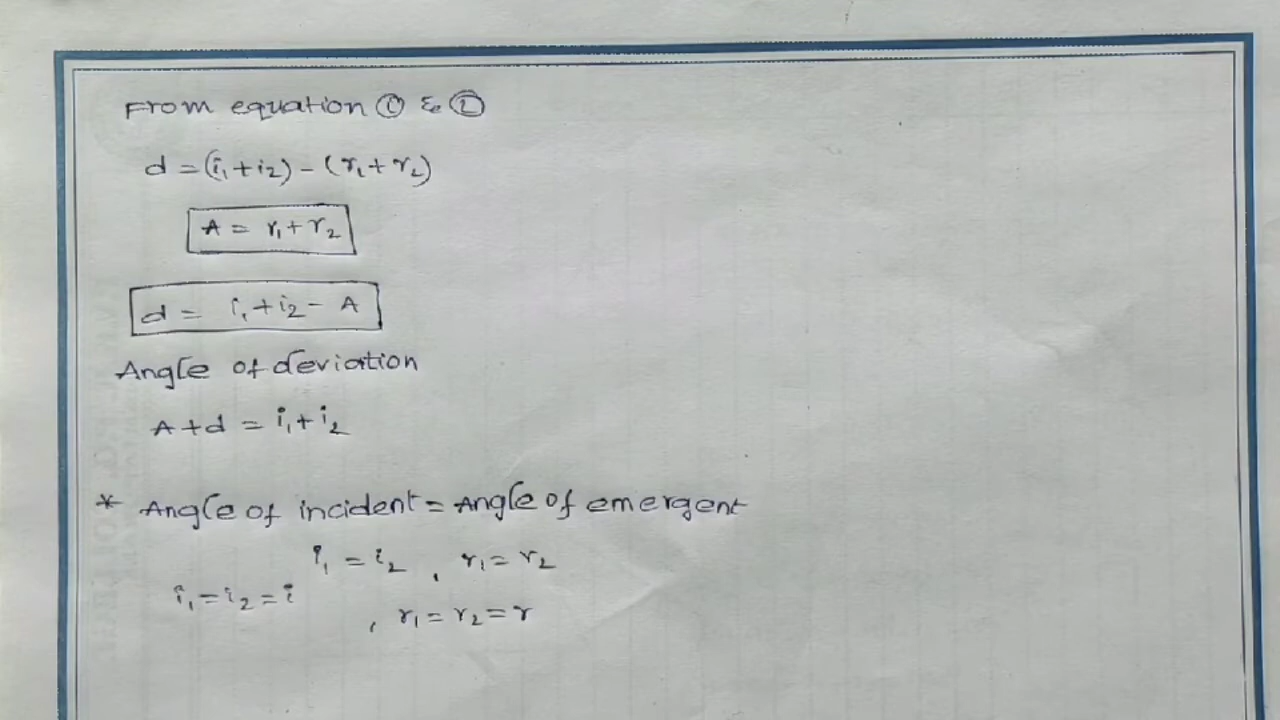 From equation ① & ②
d = (i₁ + i₂) - (r₁ + r₂)
A = r₁ + r₂
d = i₁ + i₂ - A
Angle of deviation
A + d = i₁ + i₂
* Angle of incident = Angle of emergent
i₁ = i₂ , r₁ = r₂
i₁ = i₂ = i , r₁ = r₂ = r